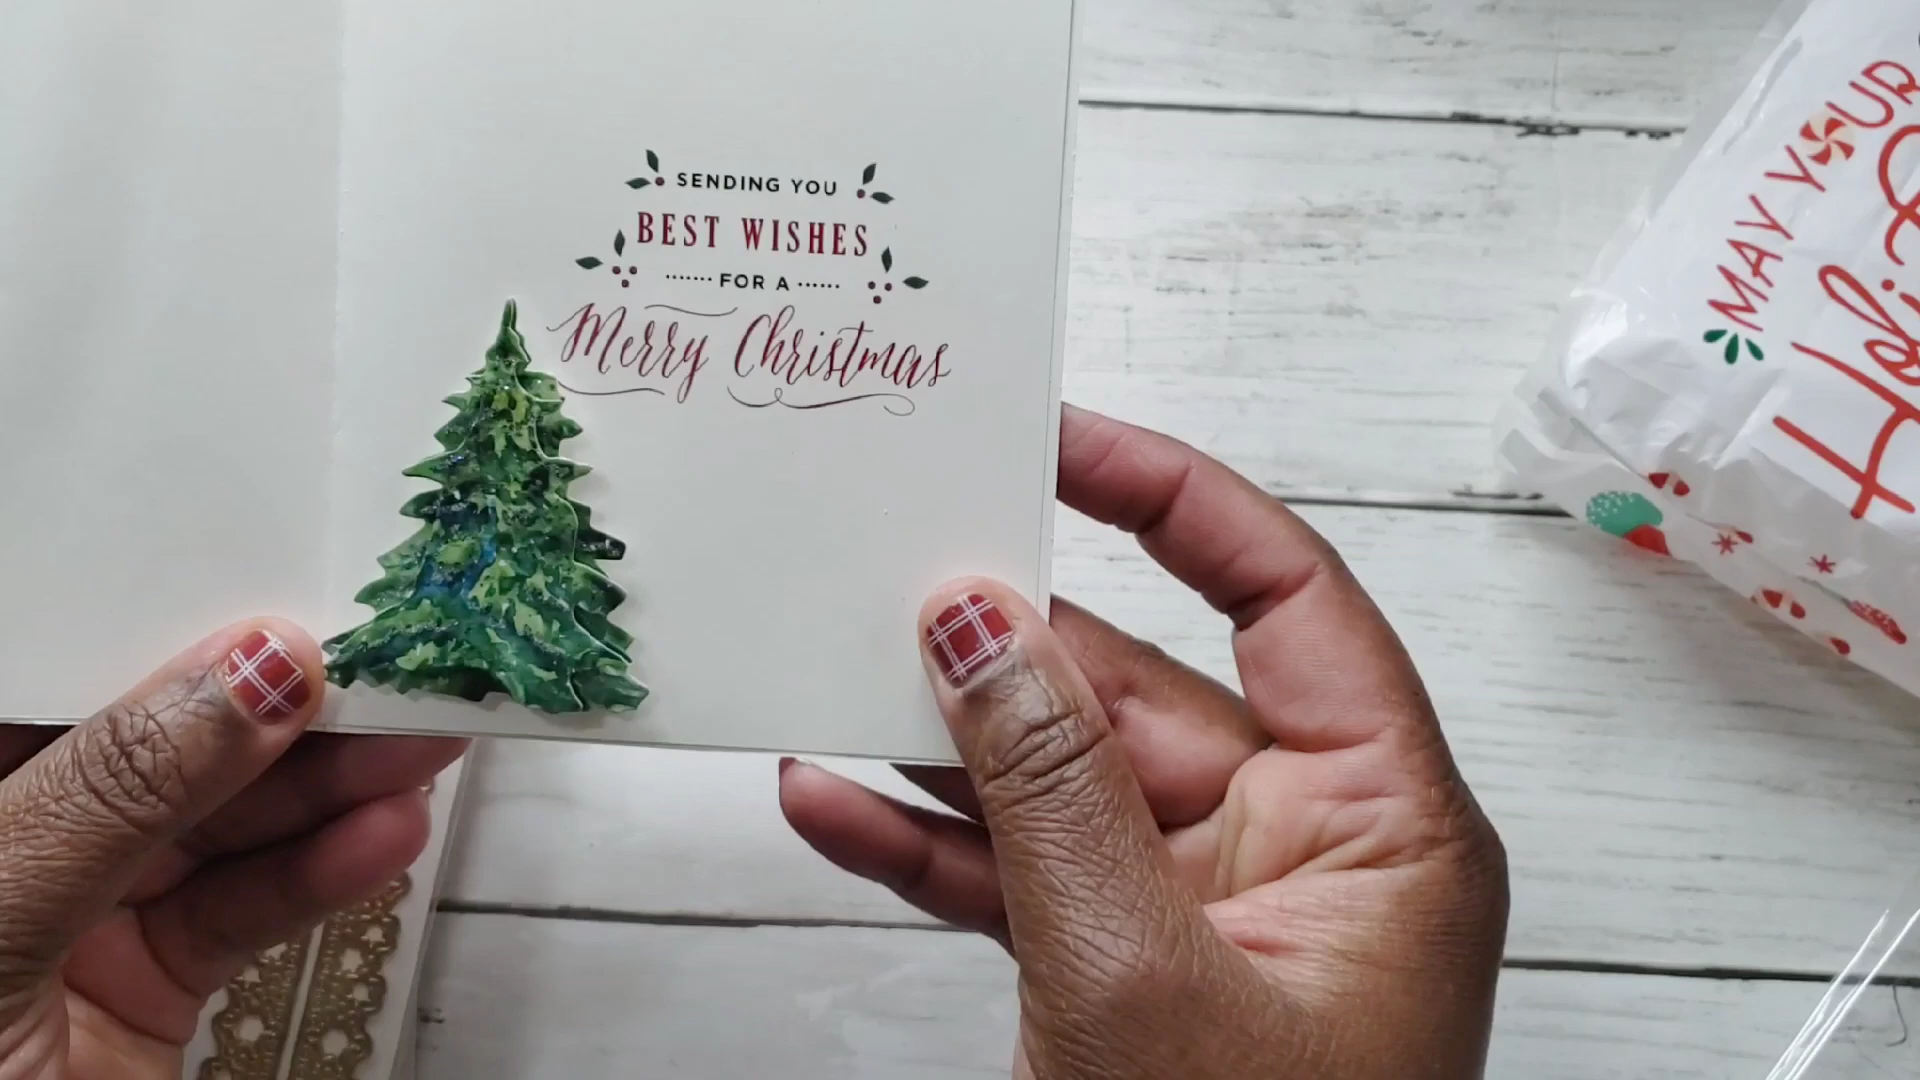 SENDING YOU
BEST WISHES
FOR A
Merry Christmas
MAY YOUR